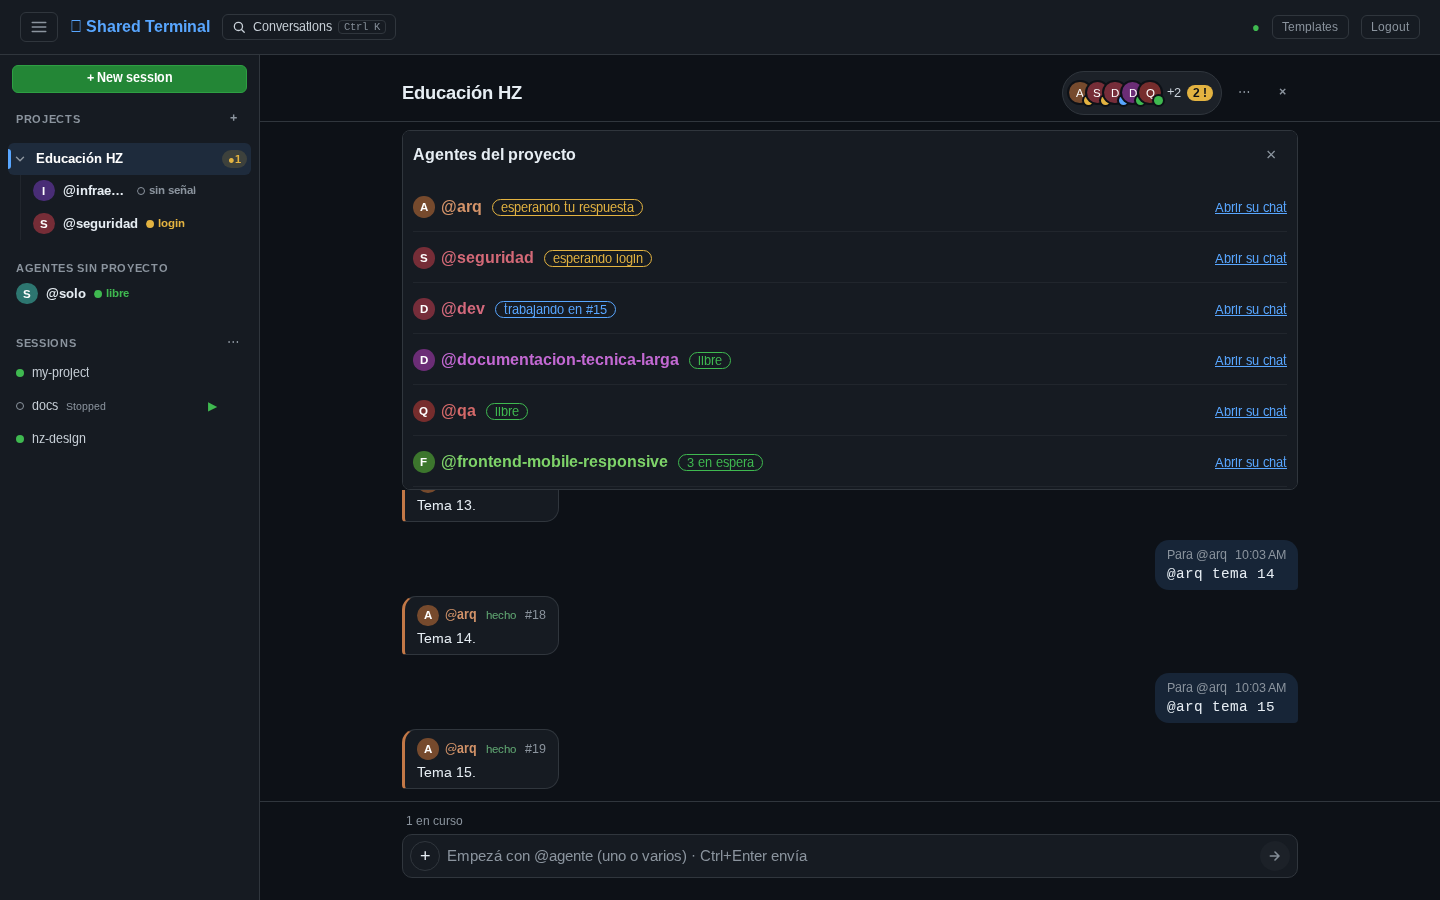 Shared Terminal
Conversations Ctrl K
Templates
Logout
+ New session
PROJECTS +
Educación HZ ●1
I @infrae... sin señal
S @seguridad login
AGENTES SIN PROYECTO
S @solo libre
SESSIONS ...
my-project
docs Stopped
hz-design
Educación HZ
A S D D Q +2 2 !
... ×
Agentes del proyecto ×
A @arq esperando tu respuesta Abrir su chat
S @seguridad esperando login Abrir su chat
D @dev trabajando en #15 Abrir su chat
D @documentacion-tecnica-larga libre Abrir su chat
Q @qa libre Abrir su chat
F @frontend-mobile-responsive 3 en espera Abrir su chat
Tema 13.
Para @arq 10:03 AM
@arq tema 14
A @arq hecho #18
Tema 14.
Para @arq 10:03 AM
@arq tema 15
A @arq hecho #19
Tema 15.
1 en curso
+ Empezá con @agente (uno o varios) · Ctrl+Enter envía